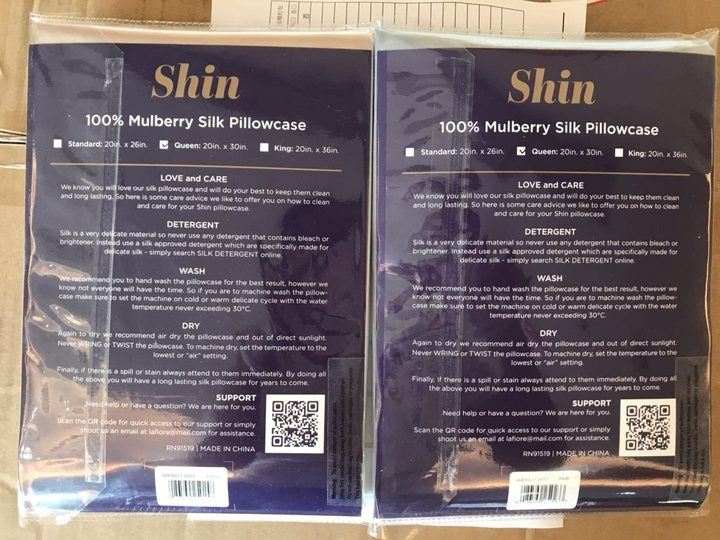 Shin
100% Mulberry Silk Pillowcase
Standard: 20in. x 26in. Queen: 20in. x 30in. King: 20in. x 36in.
LOVE and CARE
We know you will love our silk pillowcase and will do your best to keep them clean
and long lasting. So here is some care advice we like to offer you on how to clean
and care for your Shin pillowcase.
DETERGENT
Silk is a very delicate material so never use any detergent that contains bleach or
brightener. Instead use a silk approved detergent which are specifically made for
delicate silk - simply search SILK DETERGENT online.
WASH
We recommend you to hand wash the pillowcase for the best result, however we
know not everyone will have the time. So if you are to machine wash the pillow-
case make sure to set the machine on cold or warm delicate cycle with the water
temperature never exceeding 30°C.
DRY
Again to dry we recommend air dry the pillowcase and out of direct sunlight.
Never WRING or TWIST the pillowcase. To machine dry, set the temperature to the
lowest or "air" setting.
Finally, if there is a spill or stain always attend to them immediately. By doing all
the above you will have a long lasting silk pillowcase for years to come.
SUPPORT
Need help or have a question? We are here for you.
Scan the QR code for quick access to our support or simply
shoot us an email at lafiore@mail.com for assistance.
RN91519 | MADE IN CHINA
Shin
100% Mulberry Silk Pillowcase
Standard: 20in. x 26in. Queen: 20in. x 30in. King: 20in. x 36in.
LOVE and CARE
We know you will love our silk pillowcase and will do your best to keep them clean
and long lasting. So here is some care advice we like to offer you on how to clean
and care for your Shin pillowcase.
DETERGENT
Silk is a very delicate material so never use any detergent that contains bleach or
brightener. Instead use a silk approved detergent which are specifically made for
delicate silk - simply search SILK DETERGENT online.
WASH
We recommend you to hand wash the pillowcase for the best result, however we
know not everyone will have the time. So if you are to machine wash the pillow-
case make sure to set the machine on cold or warm delicate cycle with the water
temperature never exceeding 30°C.
DRY
Again to dry we recommend air dry the pillowcase and out of direct sunlight.
Never WRING or TWIST the pillowcase. To machine dry, set the temperature to the
lowest or "air" setting.
Finally, if there is a spill or stain always attend to them immediately. By doing all
the above you will have a long lasting silk pillowcase for years to come.
SUPPORT
Need help or have a question? We are here for you.
Scan the QR code for quick access to our support or simply
shoot us an email at lafiore@mail.com for assistance.
RN91519 | MADE IN CHINA